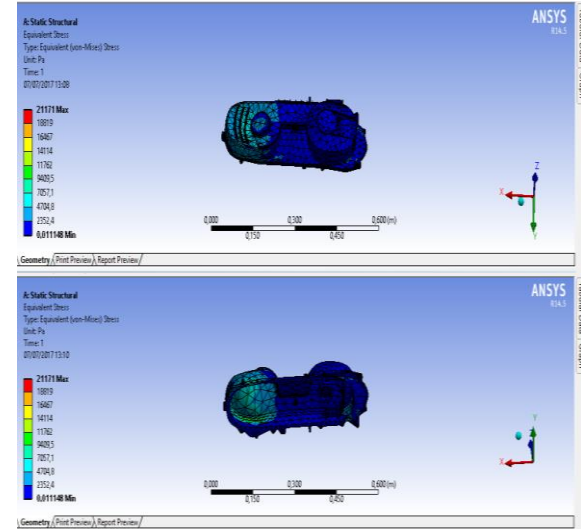 A: Static Structural
Equivalent Stress
Type: Equivalent (von-Mises) Stress
Unit: Pa
Time: 1
07/07/2017 13:08
21171 Max
18819
16467
14114
11762
9409,5
7057,1
4704,8
2352,4
0,011148 Min
ANSYS
R14.5
Z
X
Y
0,000
0,300
0,600 (m)
0,150
0,450
Geometry / Print Preview \ Report Preview /
A: Static Structural
Equivalent Stress
Type: Equivalent (von-Mises) Stress
Unit: Pa
Time: 1
07/07/2017 13:10
21171 Max
18819
16467
14114
11762
9409,5
7057,1
4704,8
2352,4
0,011148 Min
ANSYS
R14.5
Y
X
0,000
0,300
0,600 (m)
0,150
0,450
Geometry / Print Preview \ Report Preview /